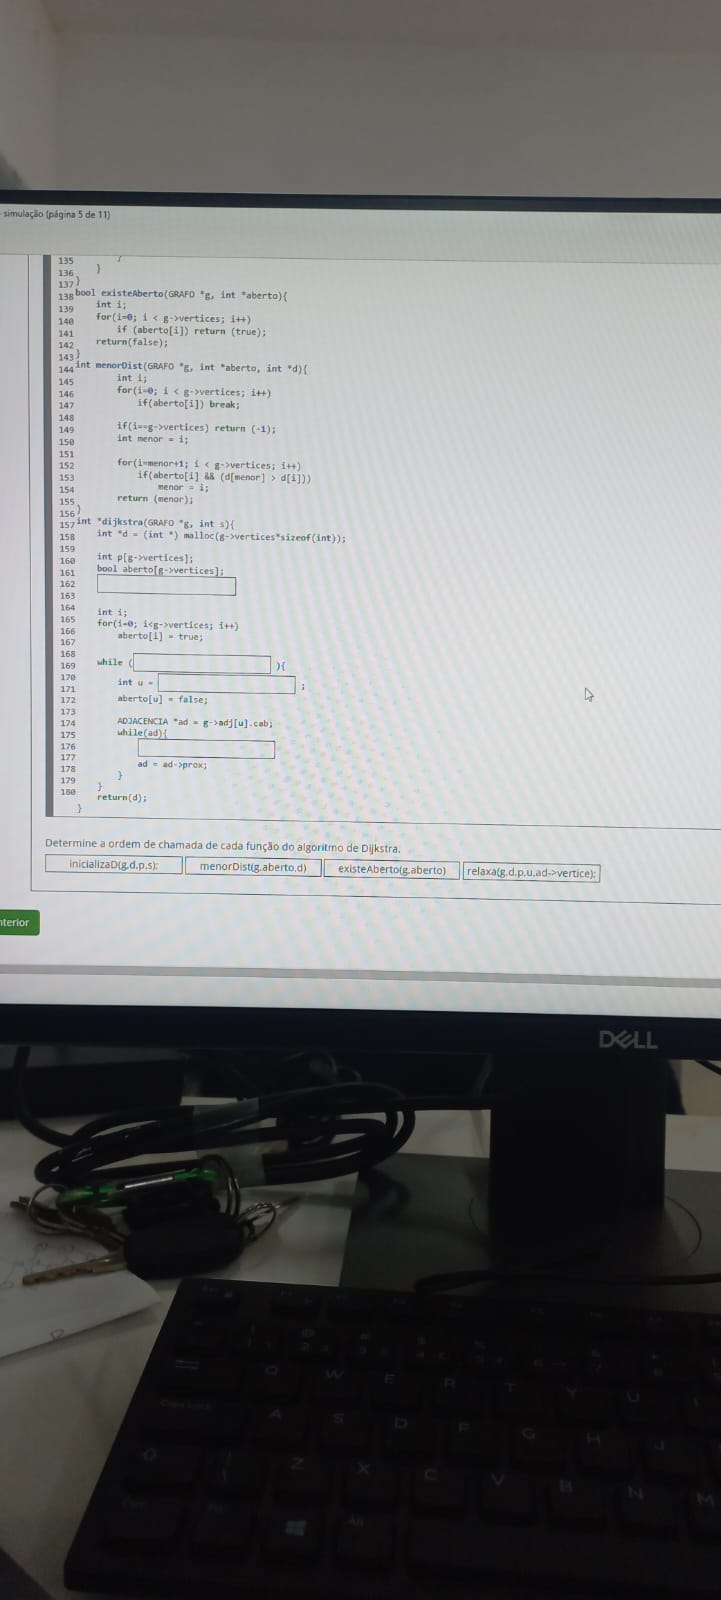 simulação (página 5 de 11)
135 }
136 }
137 }
138 bool existeAberto(GRAFO *g, int *aberto){
139 int i;
140 for(i=0; i < g->vertices; i++)
141 if (aberto[i]) return (true);
142 return(false);
143 }
144 int menorDist(GRAFO *g, int *aberto, int *d){
145 int i;
146 for(i=0; i < g->vertices; i++)
147 if(aberto[i]) break;
148
149 if(i==g->vertices) return (-1);
150 int menor = i;
151
152 for(i=menor+1; i < g->vertices; i++)
153 if(aberto[i] && (d[menor] > d[i]))
154 menor = i;
155 return (menor);
156 }
157 int *dijkstra(GRAFO *g, int s){
158 int *d = (int *) malloc(g->vertices*sizeof(int));
159
160 int p[g->vertices];
161 bool aberto[g->vertices];
162
163
164 int i;
165 for(i=0; i<g->vertices; i++)
166 aberto[i] = true;
167
168
169 while ( ){
170 int u = ;
171
172 aberto[u] = false;
173
174 ADJACENCIA *ad = g->adj[u].cab;
175 while(ad){
176
177
178 ad = ad->prox;
179 }
180 }
return(d);
}
Determine a ordem de chamada de cada função do algoritmo de Dijkstra.
inicializaD(g,d,p,s); menorDist(g,aberto,d) existeAberto(g,aberto) relaxa(g,d,p,u,ad->vertice);
nterior
DELL
Q W E R T Y U
A S D F G H J
Z X C V B N M